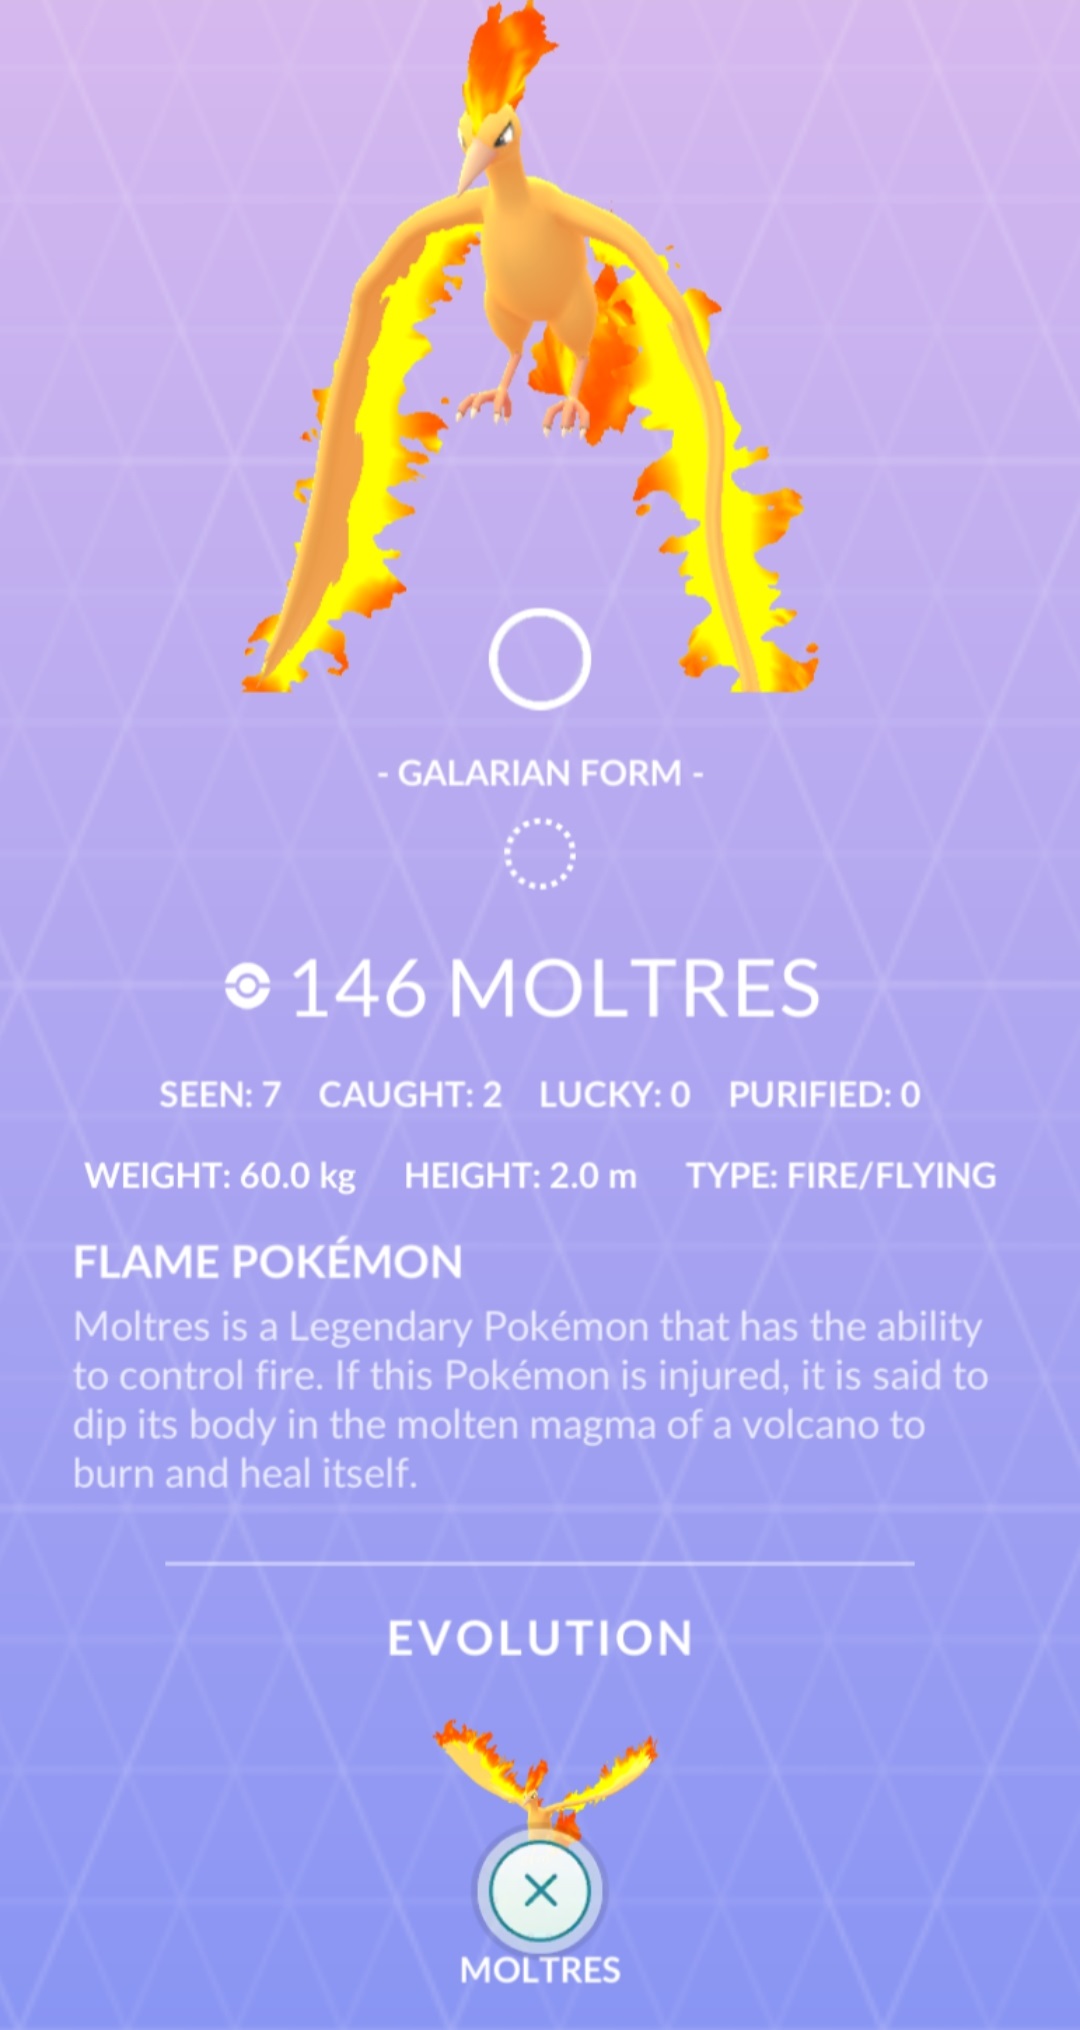 - GALARIAN FORM -
146 MOLTRES
SEEN: 7 CAUGHT: 2 LUCKY: 0 PURIFIED: 0
WEIGHT: 60.0 kg HEIGHT: 2.0 m TYPE: FIRE/FLYING
FLAME POKÉMON
Moltres is a Legendary Pokémon that has the ability
to control fire. If this Pokémon is injured, it is said to
dip its body in the molten magma of a volcano to
burn and heal itself.
EVOLUTION
MOLTRES